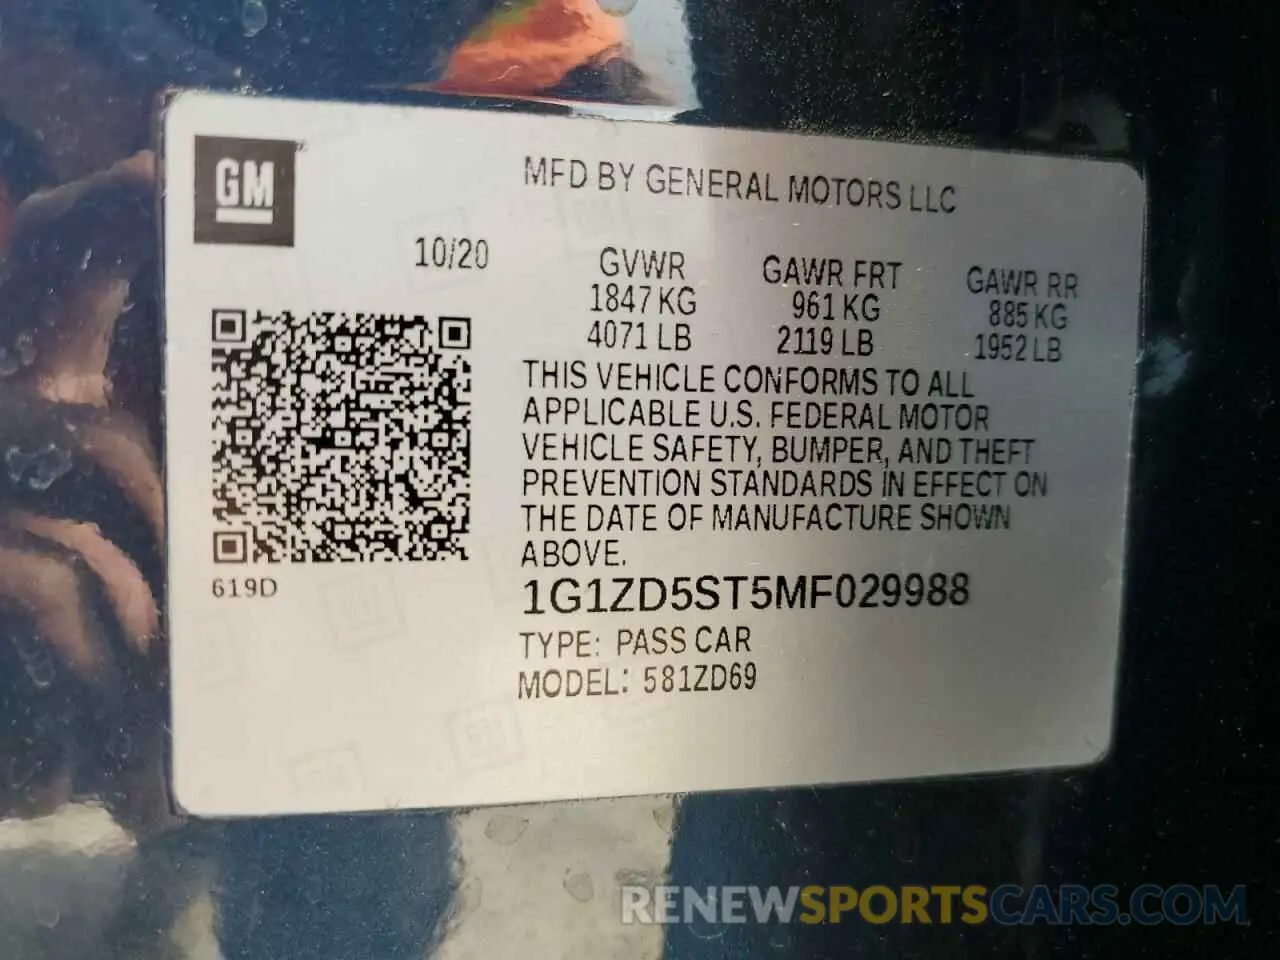 GM
MFD BY GENERAL MOTORS LLC
10/20
GVWR GAWR FRT GAWR RR
1847 KG 961 KG 885 KG
4071 LB 2119 LB 1952 LB
THIS VEHICLE CONFORMS TO ALL
APPLICABLE U.S. FEDERAL MOTOR
VEHICLE SAFETY, BUMPER, AND THEFT
PREVENTION STANDARDS IN EFFECT ON
THE DATE OF MANUFACTURE SHOWN
ABOVE.
619D
1G1ZD5ST5MF029988
TYPE: PASS CAR
MODEL: 581ZD69
RENEWSPORTSCARS.COM